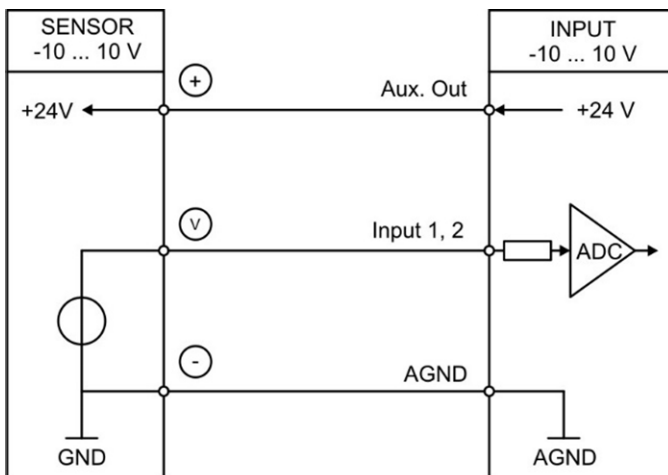 SENSOR
-10 ... 10 V
INPUT
-10 ... 10 V
+
Aux. Out
+24V
+24 V
V
Input 1, 2
ADC
-
AGND
GND
AGND